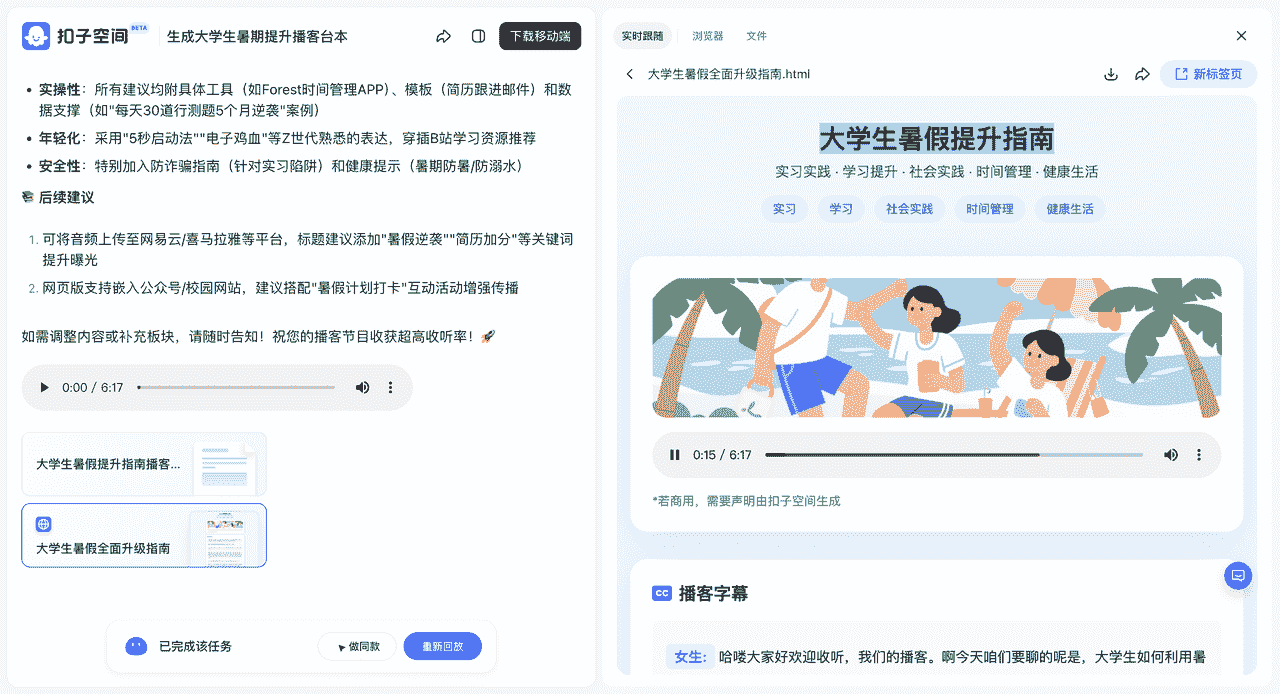 扣子空间 BETA 生成大学生暑期提升播客台本 下载移动端
• 实操性：所有建议均附具体工具（如Forest时间管理APP）、模板（简历跟进邮件）和数
据支撑（如"每天30道行测题5个月逆袭"案例）
• 年轻化：采用"5秒启动法""电子鸡血"等Z世代熟悉的表达，穿插B站学习资源推荐
• 安全性：特别加入防诈骗指南（针对实习陷阱）和健康提示（暑期防暑/防溺水）
📚 后续建议
1. 可将音频上传至网易云/喜马拉雅等平台，标题建议添加"暑假逆袭""简历加分"等关键词
提升曝光
2. 网页版支持嵌入公众号/校园网站，建议搭配"暑假计划打卡"互动活动增强传播
如需调整内容或补充板块，请随时告知！祝您的播客节目收获超高收听率！🚀
0:00 / 6:17
大学生暑假提升指南播客...
大学生暑假全面升级指南
已完成该任务 做同款 重新回放
实时跟随 浏览器 文件
大学生暑假全面升级指南.html 新标签页
大学生暑假提升指南
实习实践 · 学习提升 · 社会实践 · 时间管理 · 健康生活
实习 学习 社会实践 时间管理 健康生活
0:15 / 6:17
*若商用，需要声明由扣子空间生成
CC 播客字幕
女生: 哈喽大家好欢迎收听，我们的播客。啊今天咱们要聊的呢是，大学生如何利用暑